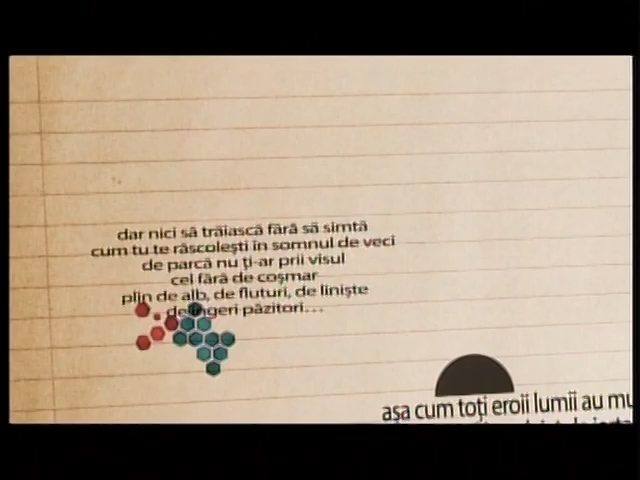 dar nici să trăiască fără să simtă
cum tu te răscolești în somnul de veci
de parcă nu ți-ar prii visul
cel fără de coșmar
plin de alb, de fluturi, de liniște
de îngeri păzitori...
așa cum toți eroii lumii au